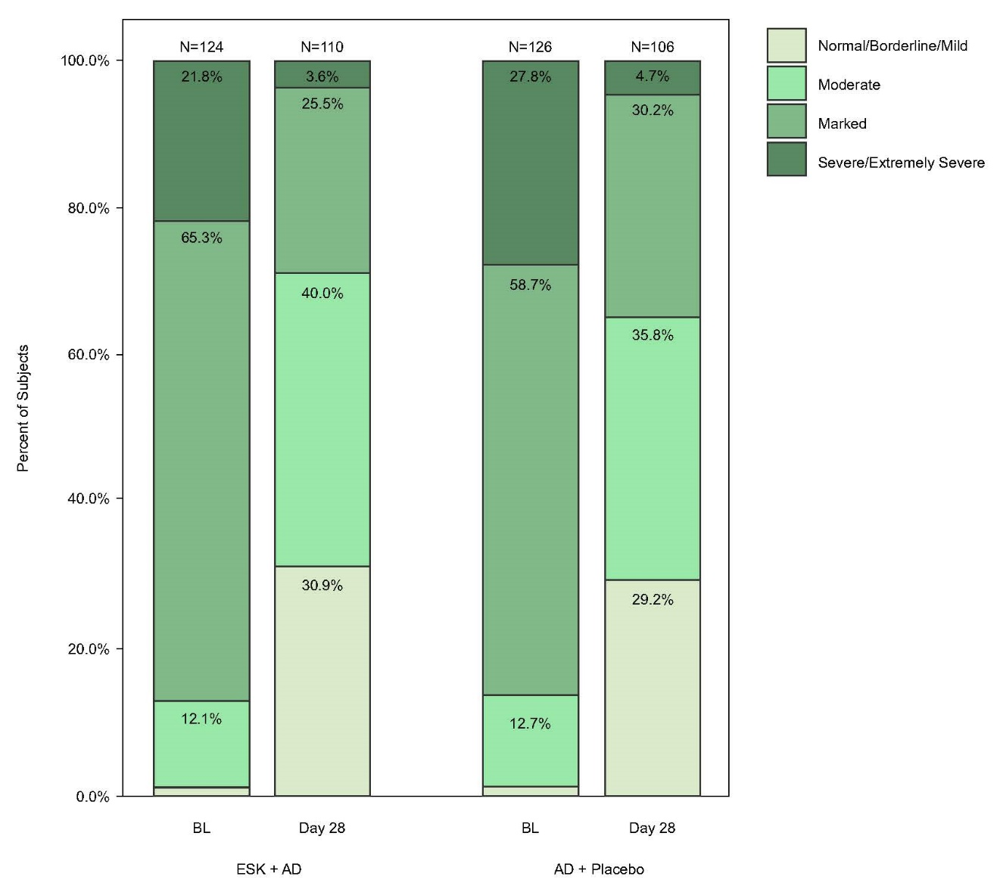 N=124
N=110
N=126
N=106
Normal/Borderline/Mild
Moderate
Marked
Severe/Extremely Severe
100.0%
80.0%
60.0%
40.0%
20.0%
0.0%
Percent of Subjects
21.8%
65.3%
12.1%
3.6%
25.5%
40.0%
30.9%
27.8%
58.7%
12.7%
4.7%
30.2%
35.8%
29.2%
BL
Day 28
BL
Day 28
ESK + AD
AD + Placebo